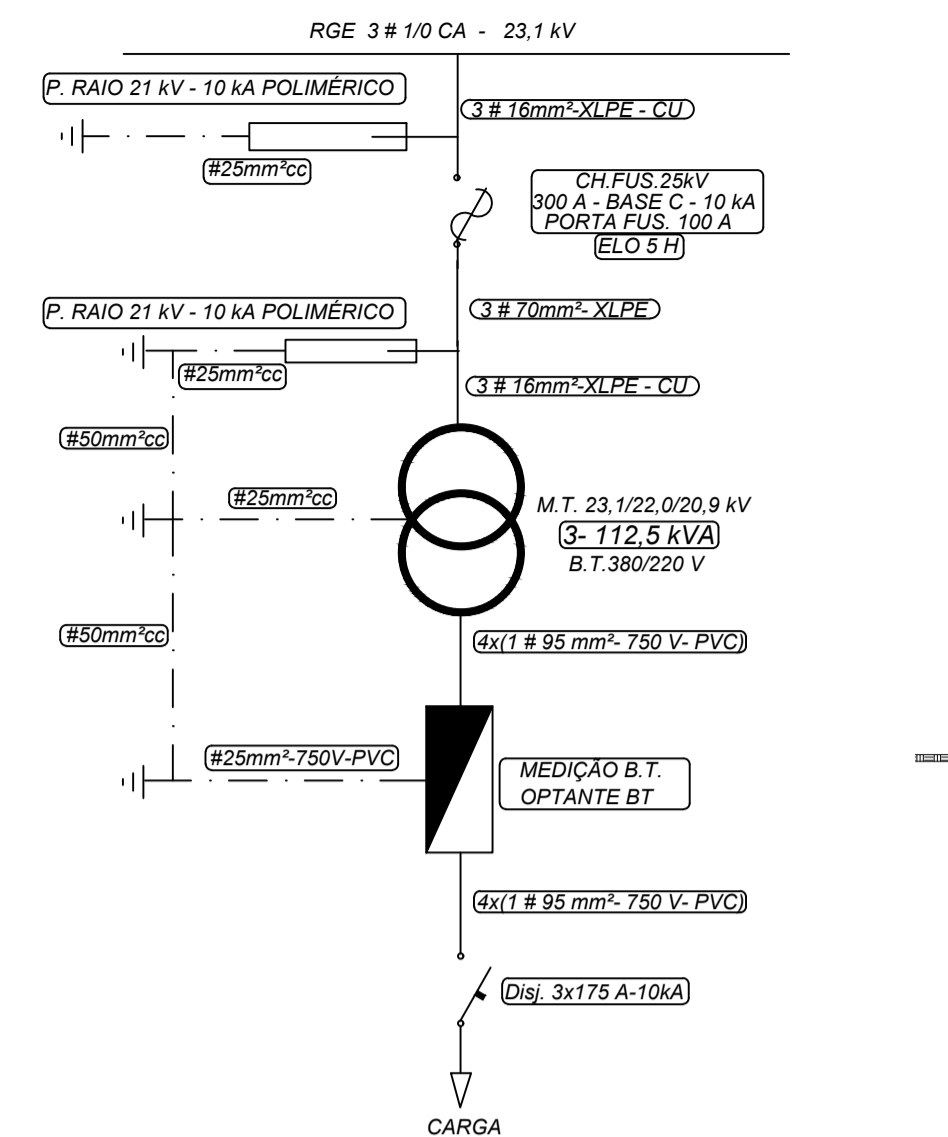 RGE 3 # 1/0 CA - 23,1 kV
P. RAIO 21 kV - 10 kA POLIMÉRICO
3 # 16mm²-XLPE - CU
#25mm²cc
CH.FUS.25kV
300 A - BASE C - 10 kA
PORTA FUS. 100 A
ELO 5 H
P. RAIO 21 kV - 10 kA POLIMÉRICO
3 # 70mm²- XLPE
#25mm²cc
3 # 16mm²-XLPE - CU
#50mm²cc
#25mm²cc
M.T. 23,1/22,0/20,9 kV
3- 112,5 kVA
B.T.380/220 V
#50mm²cc
4x(1 # 95 mm²- 750 V- PVC)
#25mm²-750V-PVC
MEDIÇÃO B.T.
OPTANTE BT
4x(1 # 95 mm²- 750 V- PVC)
Disj. 3x175 A-10kA
CARGA